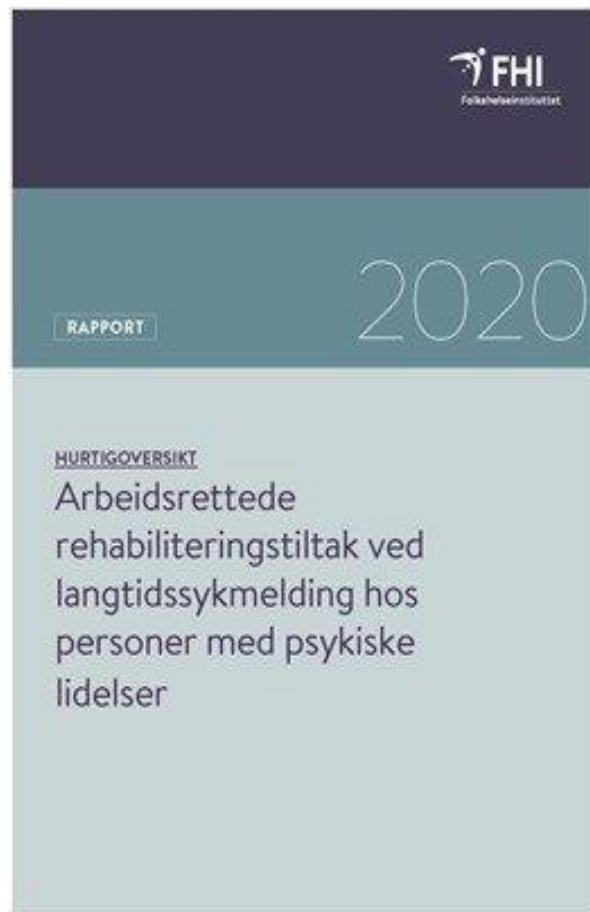 FHI
Folkehelseinstituttet
2020
RAPPORT
HURTIGOVERSIKT
Arbeidsrettede
rehabiliteringstiltak ved
langtidssykmelding hos
personer med psykiske
lidelser